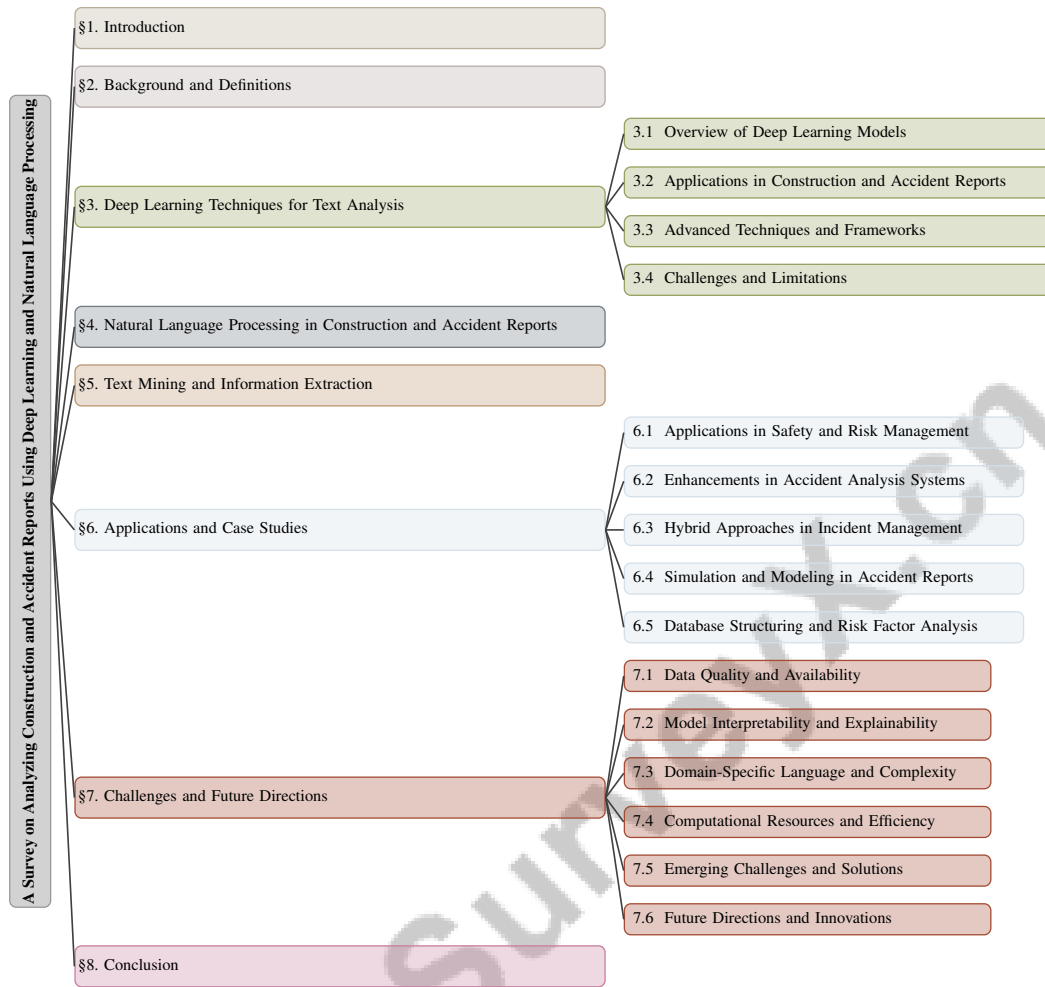 A Survey on Analyzing Construction and Accident Reports Using Deep Learning and Natural Language Processing
§1. Introduction
§2. Background and Definitions
§3. Deep Learning Techniques for Text Analysis
3.1 Overview of Deep Learning Models
3.2 Applications in Construction and Accident Reports
3.3 Advanced Techniques and Frameworks
3.4 Challenges and Limitations
§4. Natural Language Processing in Construction and Accident Reports
§5. Text Mining and Information Extraction
§6. Applications and Case Studies
6.1 Applications in Safety and Risk Management
6.2 Enhancements in Accident Analysis Systems
6.3 Hybrid Approaches in Incident Management
6.4 Simulation and Modeling in Accident Reports
6.5 Database Structuring and Risk Factor Analysis
§7. Challenges and Future Directions
7.1 Data Quality and Availability
7.2 Model Interpretability and Explainability
7.3 Domain-Specific Language and Complexity
7.4 Computational Resources and Efficiency
7.5 Emerging Challenges and Solutions
7.6 Future Directions and Innovations
§8. Conclusion
SurveyX.cn